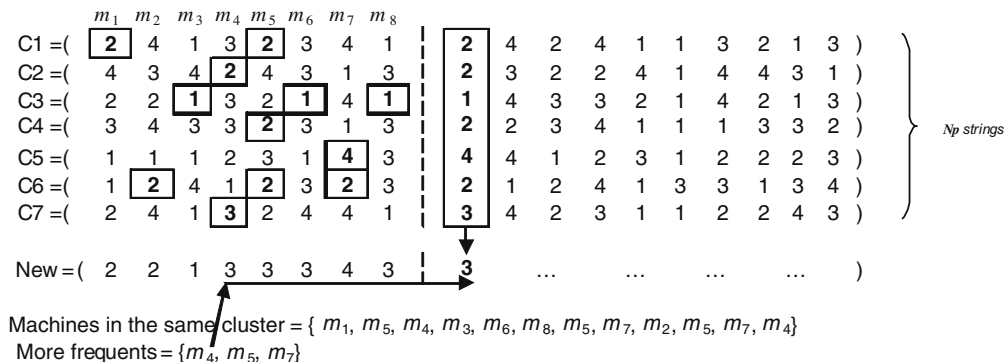 m1 m2 m3 m4 m5 m6 m7 m8
C1 =( 2 4 1 3 2 3 4 1 2 4 2 4 1 1 3 2 1 3 )
C2 =( 4 3 4 2 4 3 1 3 2 3 2 2 4 1 4 4 3 1 )
C3 =( 2 2 1 3 2 1 4 1 1 4 3 3 2 1 4 2 1 3 )
C4 =( 3 4 3 3 2 3 1 3 2 2 3 4 1 1 1 3 3 2 )
C5 =( 1 1 1 2 3 1 4 3 4 4 1 2 3 1 2 2 2 3 )
C6 =( 1 2 4 1 2 3 2 3 2 1 2 4 1 3 3 1 3 4 )
C7 =( 2 4 1 3 2 4 4 1 3 4 2 3 1 1 2 2 4 3 )
Np strings
New =( 2 2 1 3 3 3 4 3 3 ... ... ... ... )
Machines in the same cluster = { m1, m5, m4, m3, m6, m8, m5, m7, m2, m5, m7, m4}
More frequents = {m4, m5, m7}